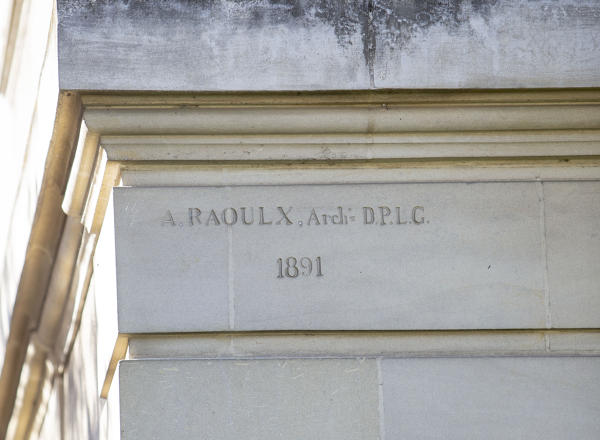 A. RAOULX, Archte D.P.L.G.
1891